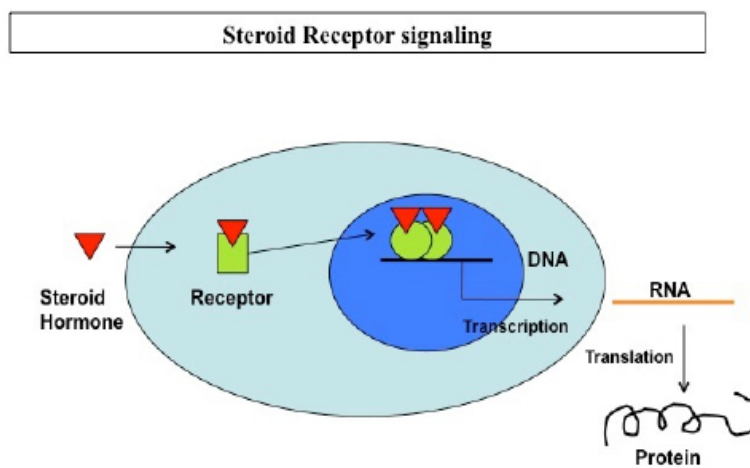 Steroid Receptor signaling
DNA
Steroid
Hormone
Receptor
RNA
Transcription
Translation
Protein